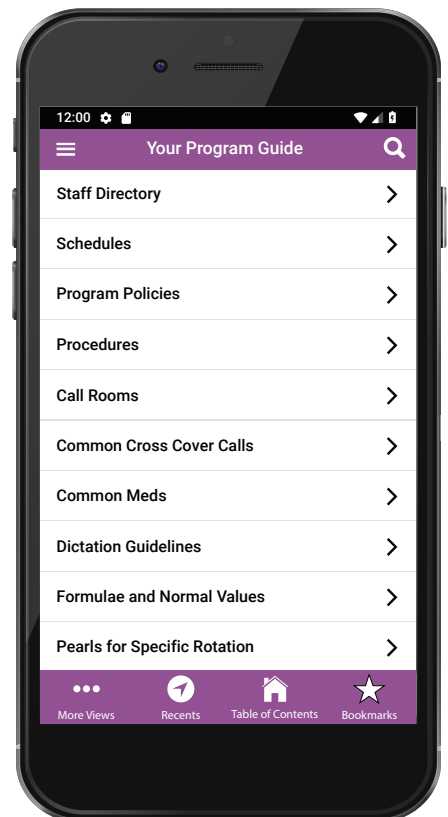 12:00
Your Program Guide
Staff Directory
Schedules
Program Policies
Procedures
Call Rooms
Common Cross Cover Calls
Common Meds
Dictation Guidelines
Formulae and Normal Values
Pearls for Specific Rotation
More Views Recents Table of Contents Bookmarks